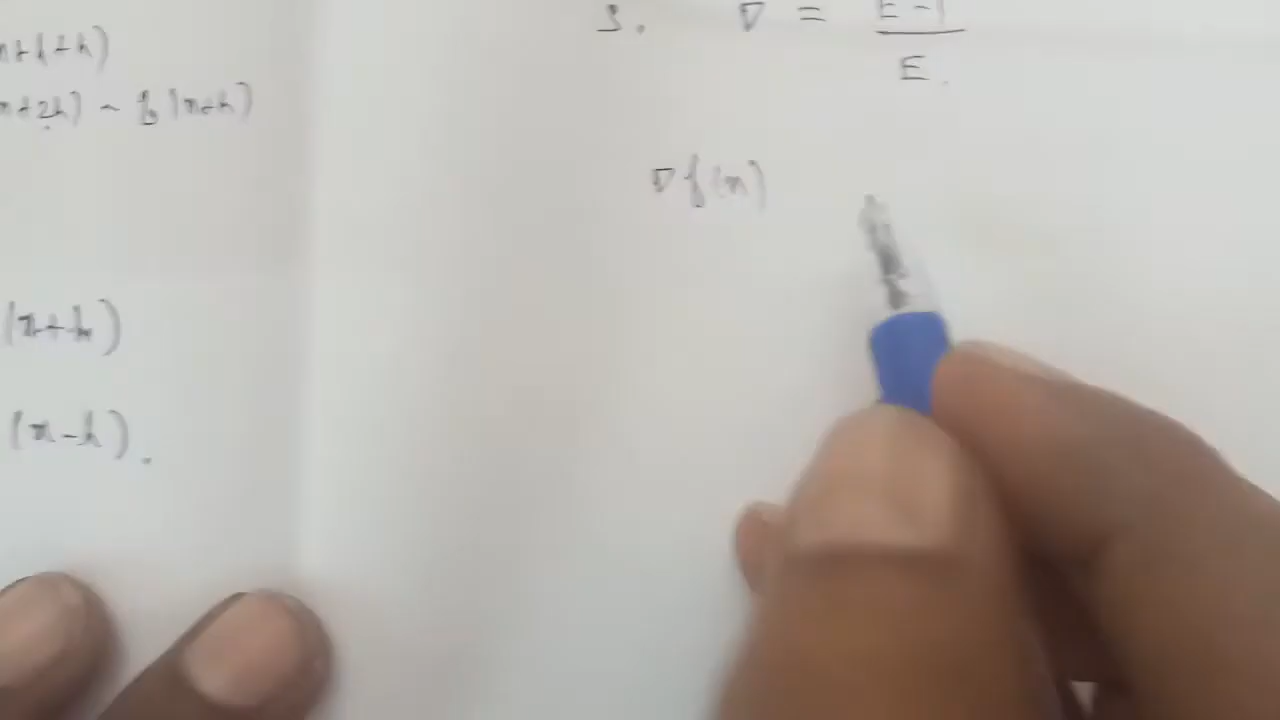 x+h+h)
x+2h) - f(x+h)
(x+h)
(x-h).
3. ∇ = E-1
E.
∇f(x)